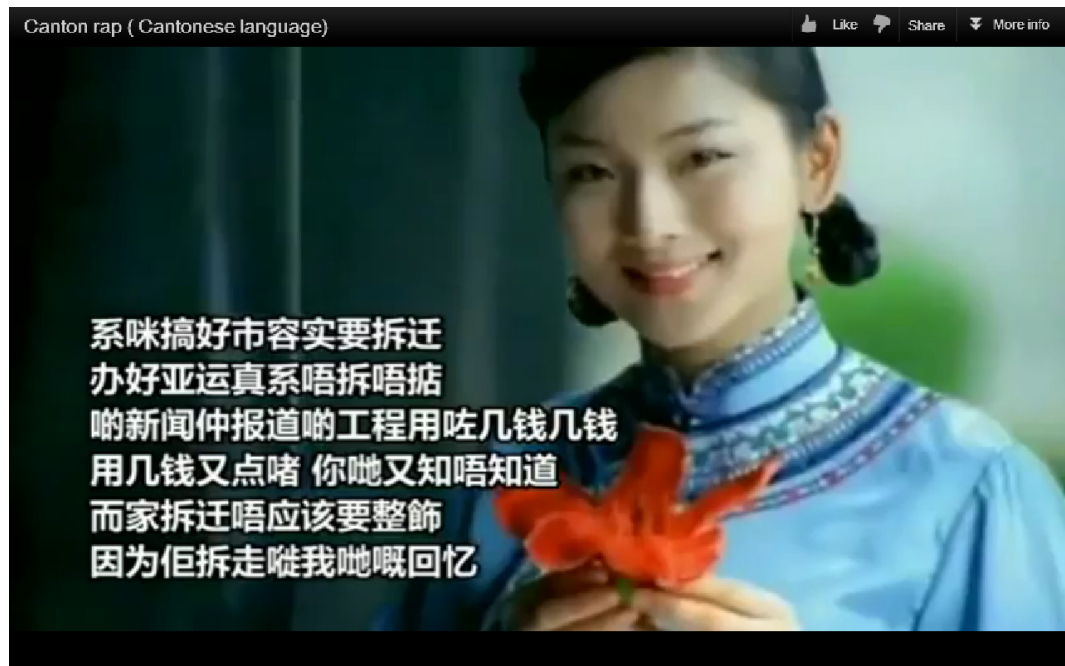 Canton rap ( Cantonese language)
Like
Share
More info
系咪搞好市容实要拆迁
办好亚运真系唔拆唔掂
啲新闻仲报道啲工程用咗几钱几钱
用几钱又点啫 你哋又知唔知道
而家拆迁唔应该要整飾
因为佢拆走嘥我哋嘅回忆